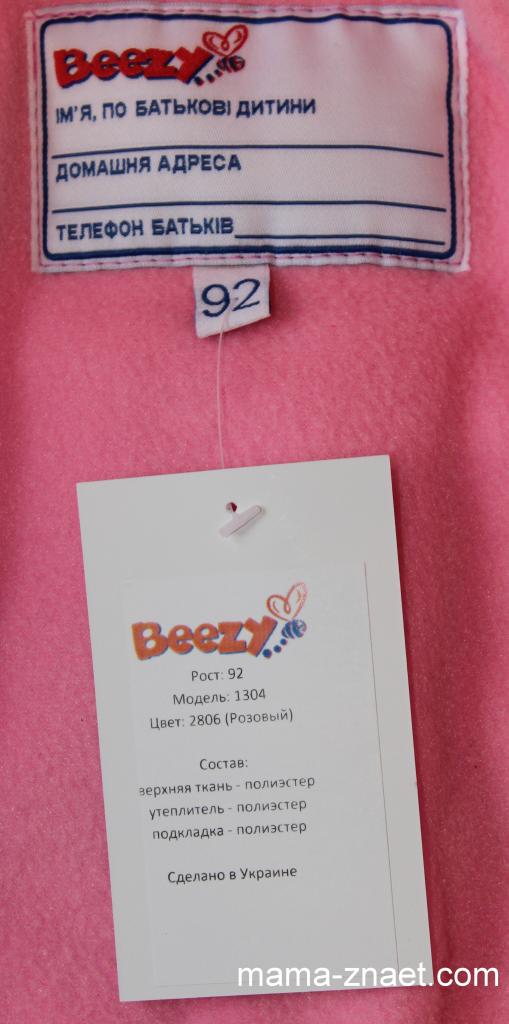 Beezy
ІМ'Я, ПО БАТЬКОВІ ДИТИНИ
ДОМАШНЯ АДРЕСА
ТЕЛЕФОН БАТЬКІВ
92
Beezy
Рост: 92
Модель: 1304
Цвет: 2806 (Розовый)
Состав:
верхняя ткань - полиэстер
утеплитель - полиэстер
подкладка - полиэстер
Сделано в Украине
mama-znaet.com